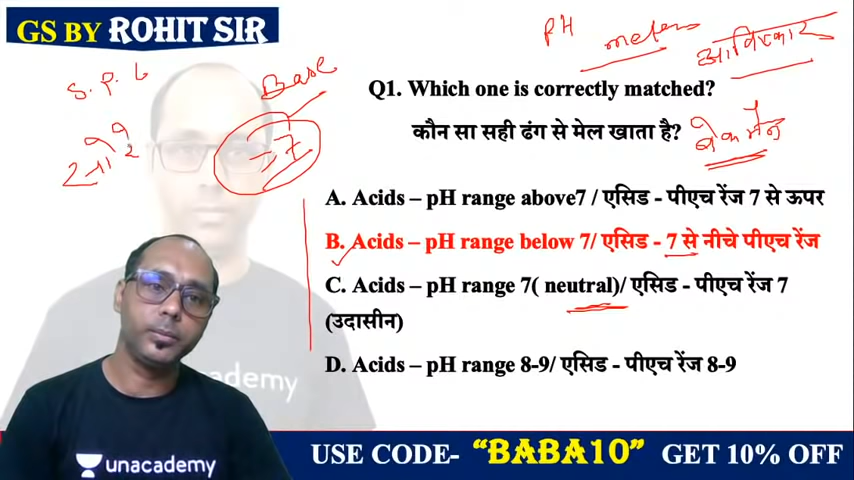 GS BY ROHIT SIR
PH meters
आविष्कार
बेकमैन
Base
7
Q1. Which one is correctly matched?
कौन सा सही ढंग से मेल खाता है?
A. Acids – pH range above7 / एसिड - पीएच रेंज 7 से ऊपर
B. Acids – pH range below 7/ एसिड - 7 से नीचे पीएच रेंज
C. Acids – pH range 7( neutral)/ एसिड - पीएच रेंज 7
(उदासीन)
D. Acids – pH range 8-9/ एसिड - पीएच रेंज 8-9
unacademy
USE CODE- “BABA10” GET 10% OFF